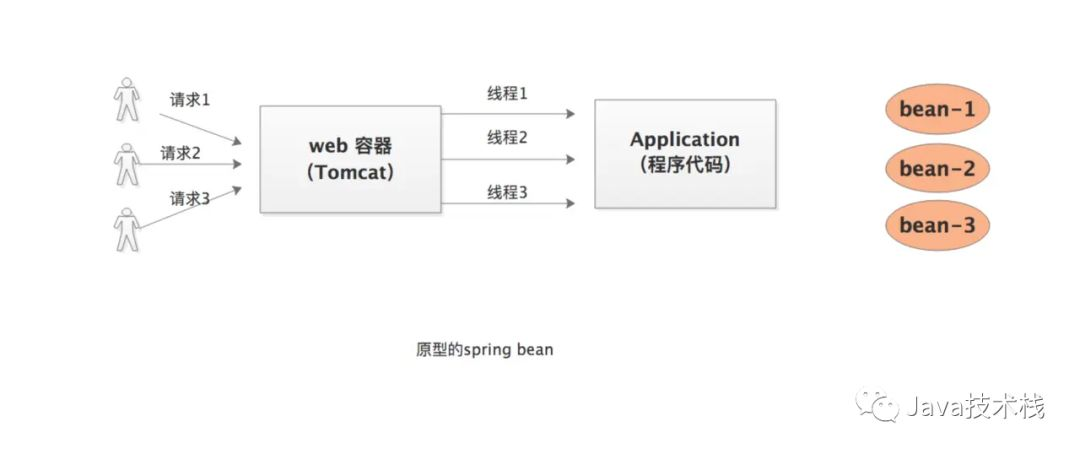 请求1
请求2
请求3
web 容器
（Tomcat）
线程1
线程2
线程3
Application
（程序代码）
bean-1
bean-2
bean-3
原型的spring bean
Java技术栈